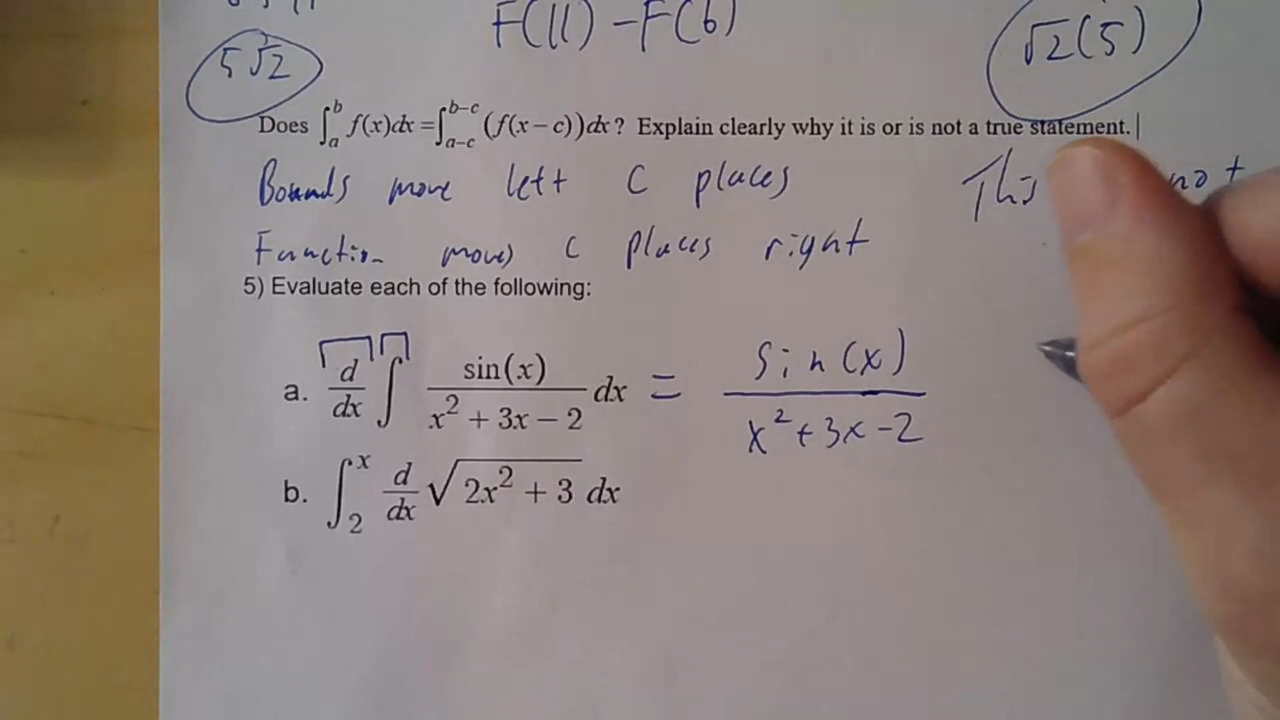 F(11) - F(6)
5√2
√2(5)
Does ∫_a^b f(x)dx = ∫_{a-c}^{b-c} (f(x-c))dx? Explain clearly why it is or is not a true statement.
Bounds move left C places
This not
Function moves C places right
5) Evaluate each of the following:
a. d/dx ∫ sin(x)/(x² + 3x - 2) dx = sin(x)/(x² + 3x - 2)
b. ∫_2^x d/dx √(2x² + 3) dx